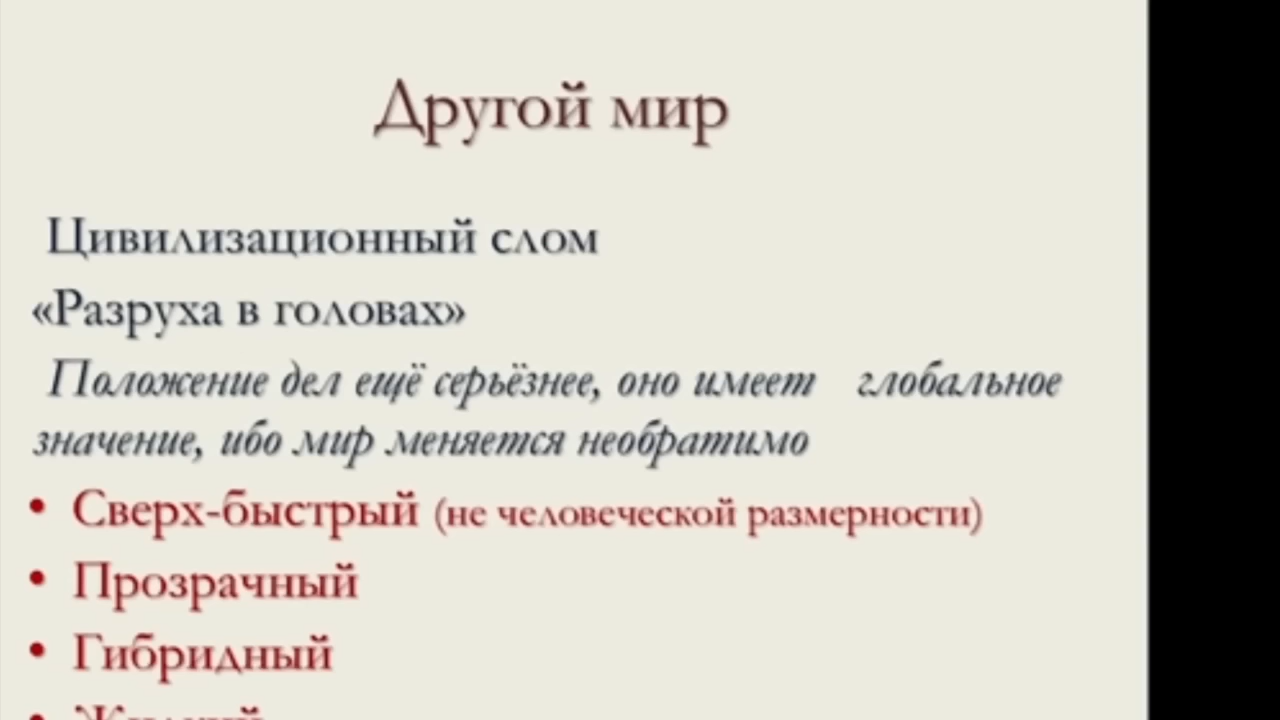 Другой мир
Цивилизационный слом
«Разруха в головах»
Положение дел ещё серьёзнее, оно имеет глобальное
значение, ибо мир меняется необратимо
• Сверх-быстрый (не человеческой размерности)
• Прозрачный
• Гибридный